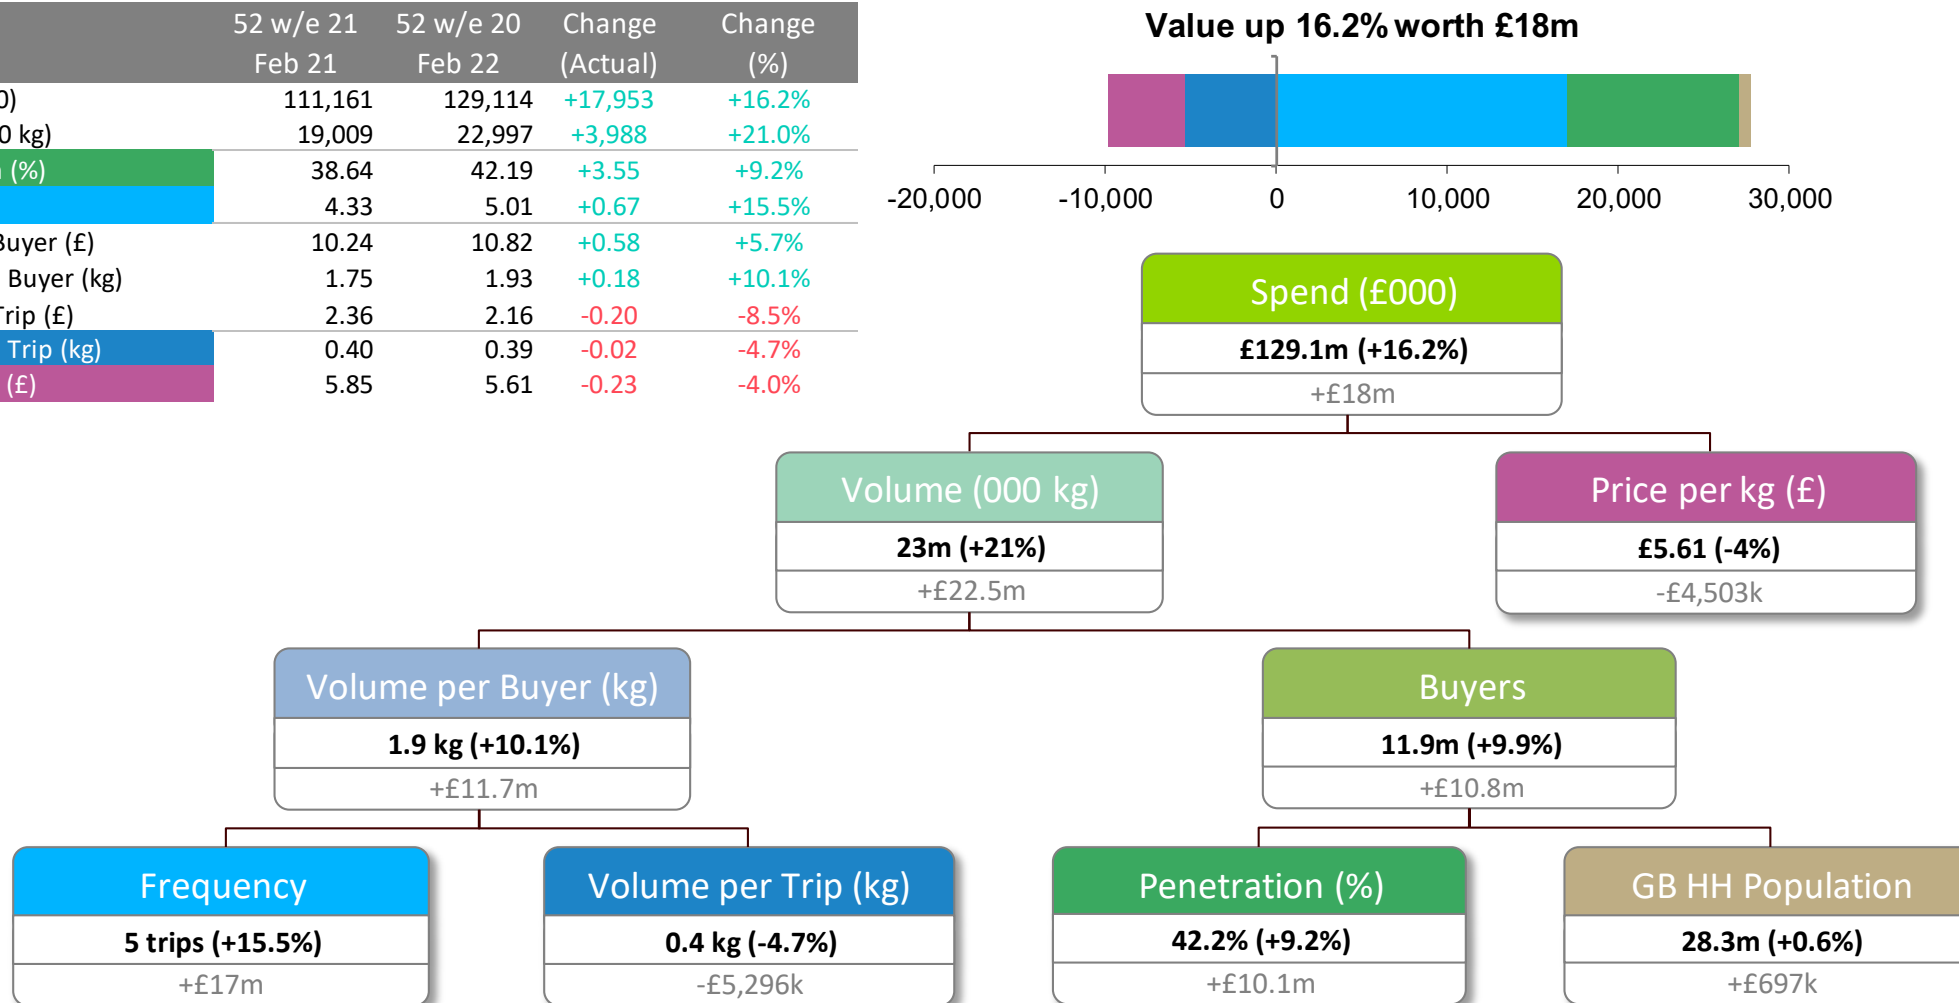 52 w/e 21 52 w/e 20 Change Change
Feb 21 Feb 22 (Actual) (%)
0) 111,161 129,114 +17,953 +16.2%
0 kg) 19,009 22,997 +3,988 +21.0%
(%) 38.64 42.19 +3.55 +9.2%
4.33 5.01 +0.67 +15.5%
Buyer (£) 10.24 10.82 +0.58 +5.7%
Buyer (kg) 1.75 1.93 +0.18 +10.1%
Trip (£) 2.36 2.16 -0.20 -8.5%
Trip (kg) 0.40 0.39 -0.02 -4.7%
(£) 5.85 5.61 -0.23 -4.0%
Value up 16.2% worth £18m
-20,000 -10,000 0 10,000 20,000 30,000
Spend (£000)
£129.1m (+16.2%)
+£18m
Volume (000 kg)
23m (+21%)
+£22.5m
Price per kg (£)
£5.61 (-4%)
-£4,503k
Volume per Buyer (kg)
1.9 kg (+10.1%)
+£11.7m
Buyers
11.9m (+9.9%)
+£10.8m
Frequency
5 trips (+15.5%)
+£17m
Volume per Trip (kg)
0.4 kg (-4.7%)
-£5,296k
Penetration (%)
42.2% (+9.2%)
+£10.1m
GB HH Population
28.3m (+0.6%)
+£697k